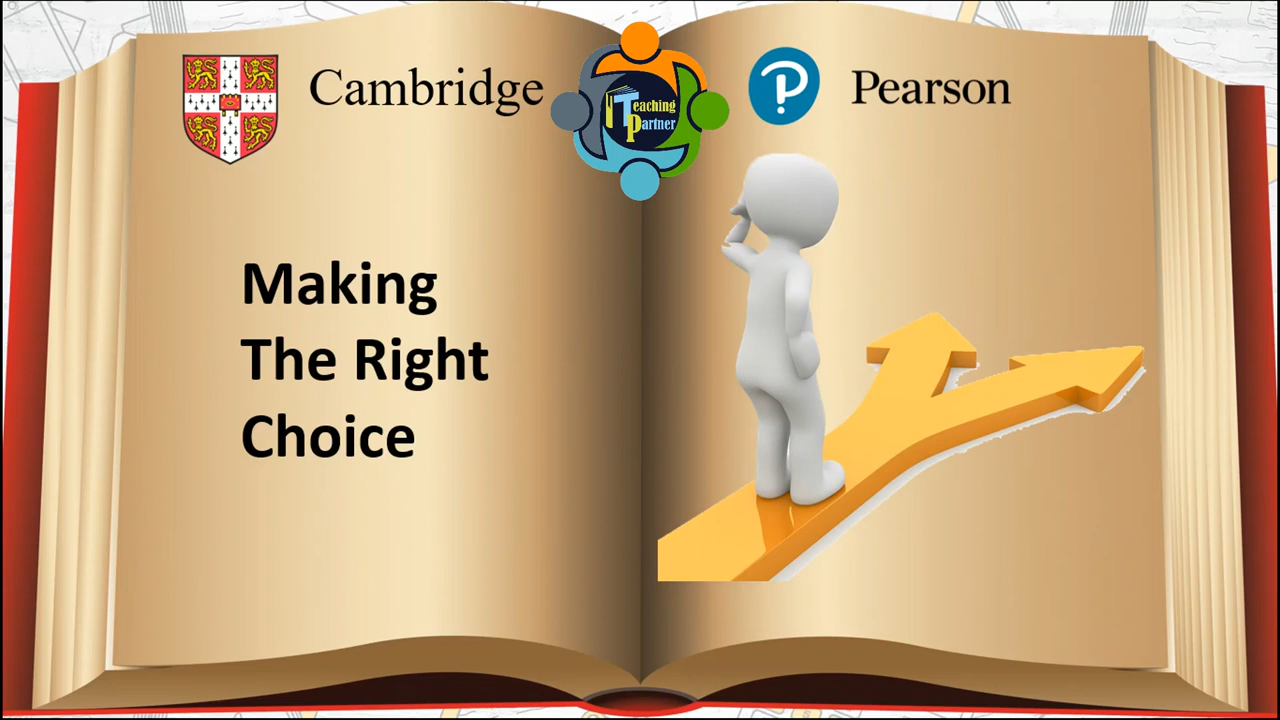 Cambridge
Teaching
Partner
P Pearson
Making
The Right
Choice